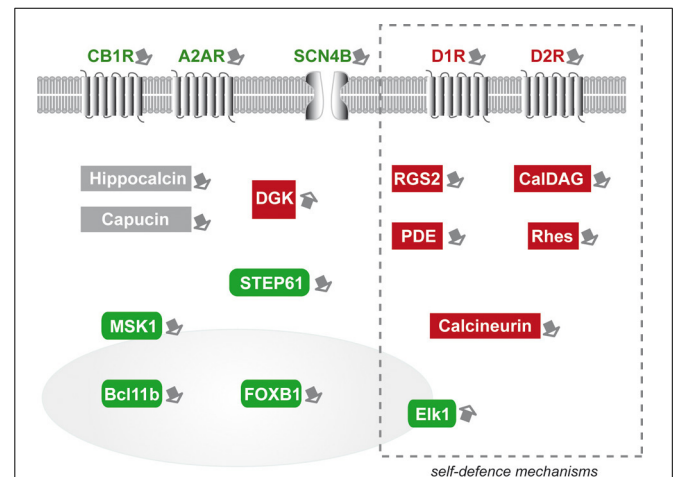 CB1R A2AR SCN4B D1R D2R
Hippocalcin RGS2 CalDAG
DGK
Capucin PDE Rhes
STEP61
MSK1 Calcineurin
Bcl11b FOXB1
Elk1
self-defence mechanisms